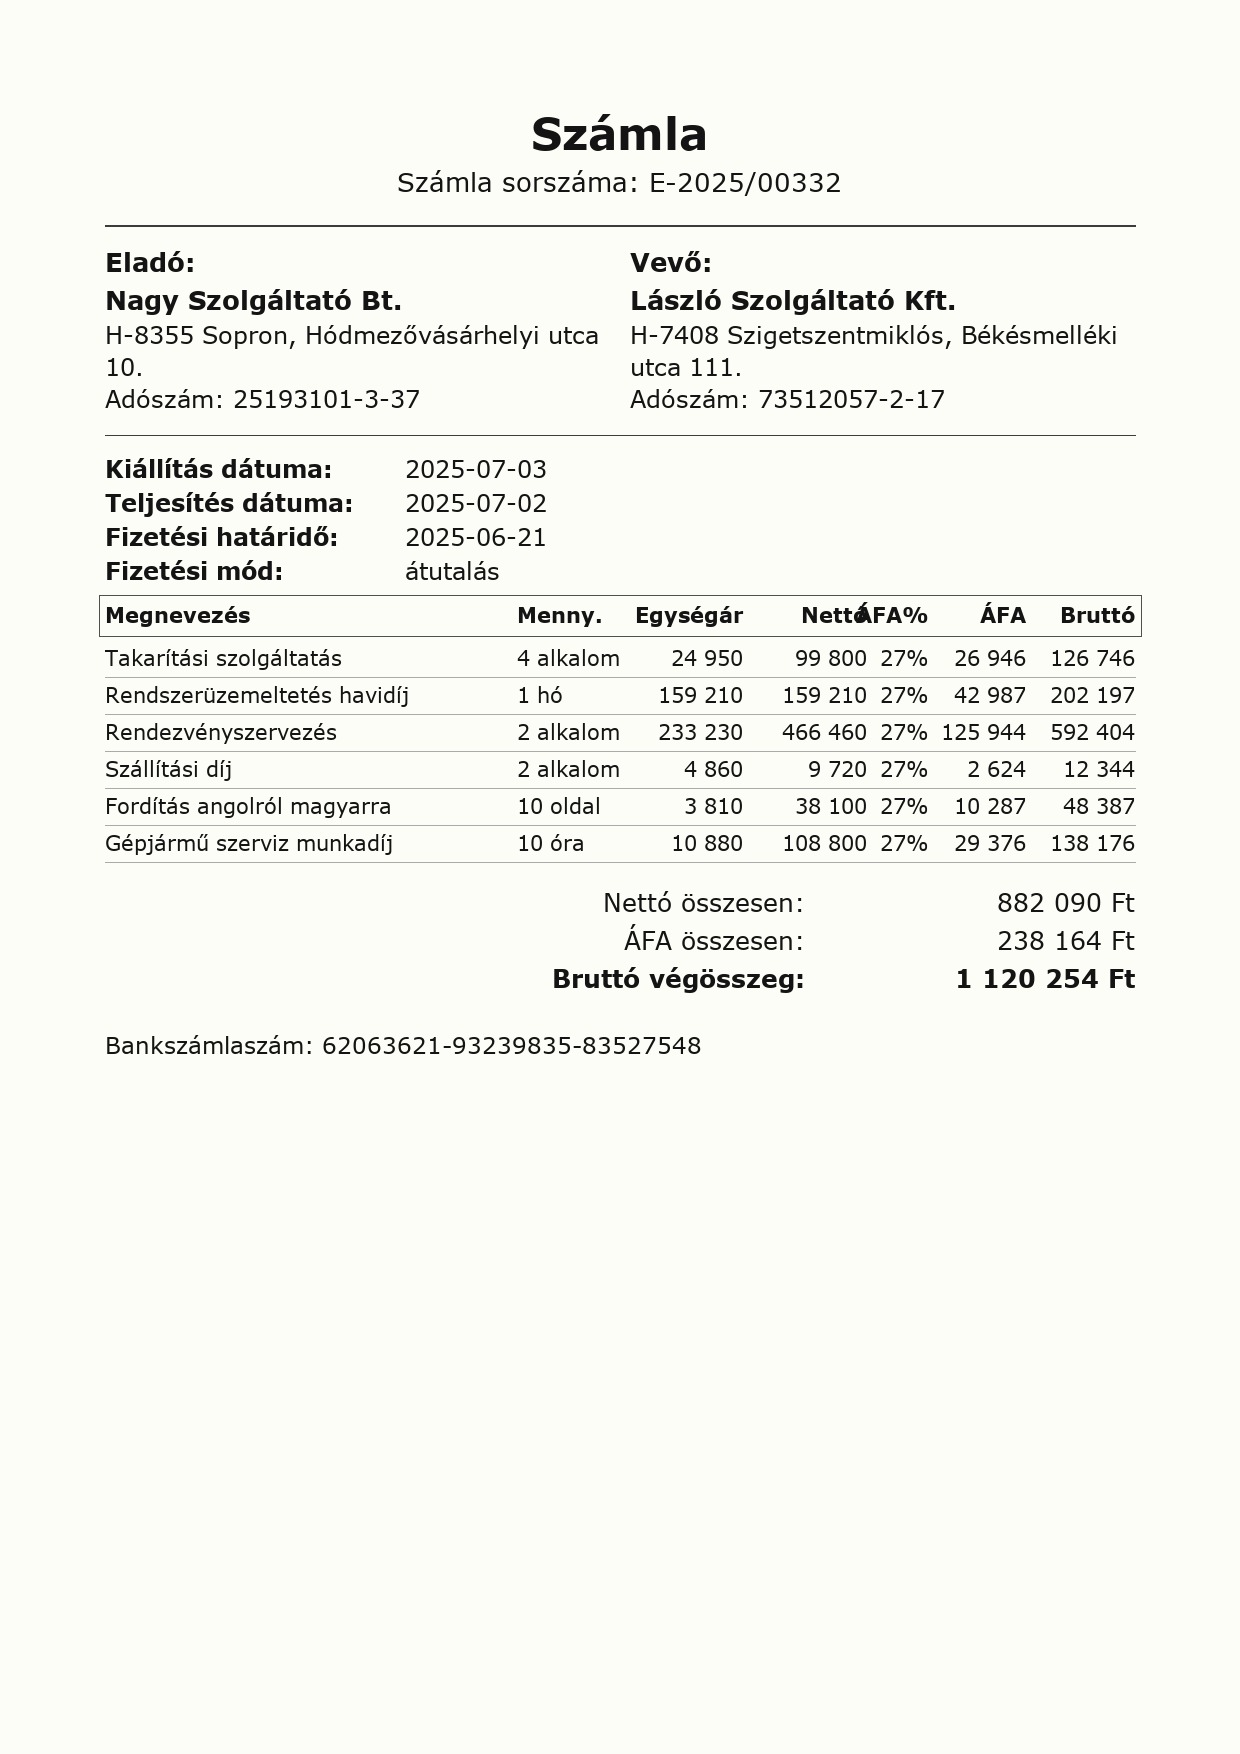 Számla
Számla sorszáma: E-2025/00332
Eladó:
Nagy Szolgáltató Bt.
H-8355 Sopron, Hódmezővásárhelyi utca
10.
Adószám: 25193101-3-37
Vevő:
László Szolgáltató Kft.
H-7408 Szigetszentmiklós, Békésmelléki
utca 111.
Adószám: 73512057-2-17
Kiállítás dátuma: 2025-07-03
Teljesítés dátuma: 2025-07-02
Fizetési határidő: 2025-06-21
Fizetési mód: átutalás
Megnevezés Menny. Egységár Nettó ÁFA% ÁFA Bruttó
Takarítási szolgáltatás 4 alkalom 24 950 99 800 27% 26 946 126 746
Rendszerüzemeltetés havidíj 1 hó 159 210 159 210 27% 42 987 202 197
Rendezvényszervezés 2 alkalom 233 230 466 460 27% 125 944 592 404
Szállítási díj 2 alkalom 4 860 9 720 27% 2 624 12 344
Fordítás angolról magyarra 10 oldal 3 810 38 100 27% 10 287 48 387
Gépjármű szerviz munkadíj 10 óra 10 880 108 800 27% 29 376 138 176
Nettó összesen: 882 090 Ft
ÁFA összesen: 238 164 Ft
Bruttó végösszeg: 1 120 254 Ft
Bankszámlaszám: 62063621-93239835-83527548